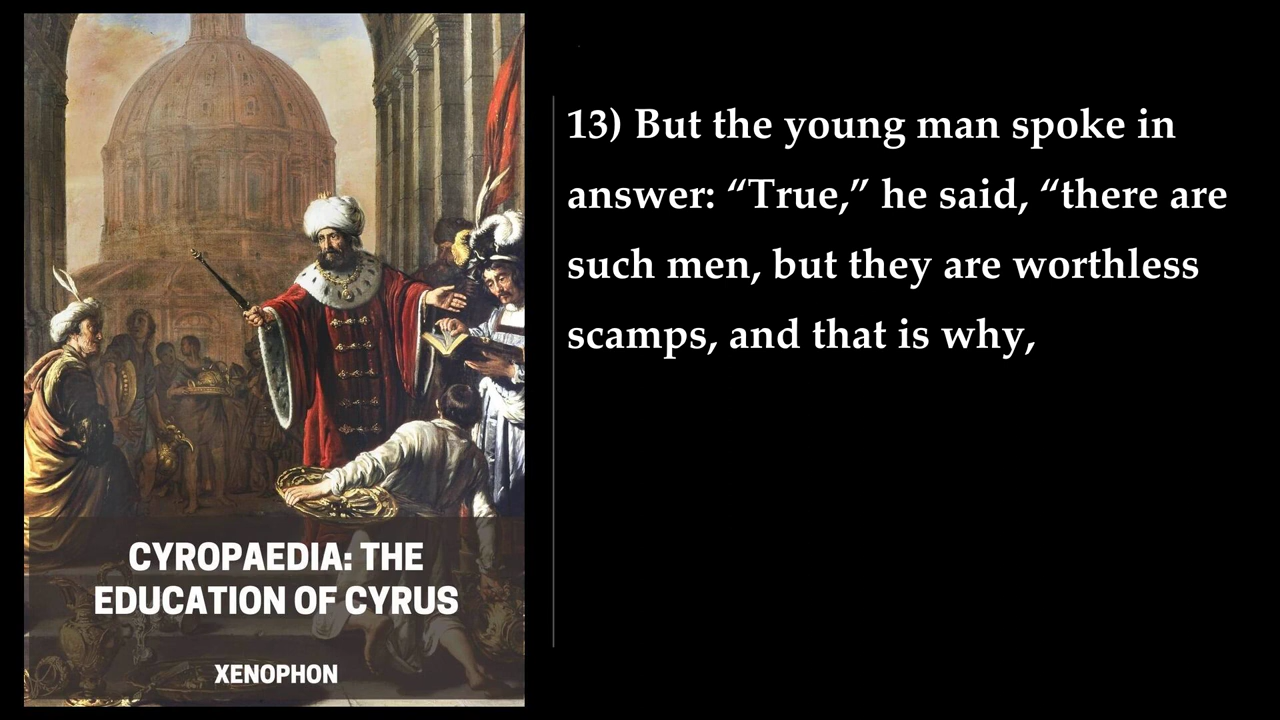 13) But the young man spoke in
answer: “True,” he said, “there are
such men, but they are worthless
scamps, and that is why,
CYROPAEDIA: THE
EDUCATION OF CYRUS
XENOPHON